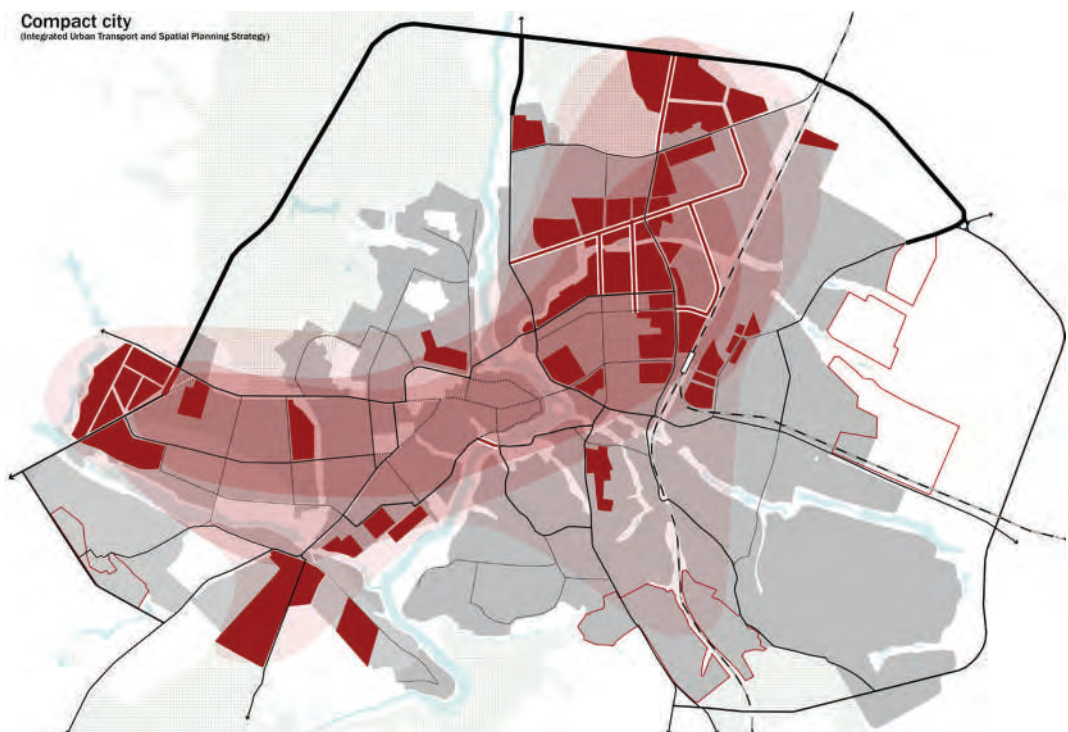 Compact city
(Integrated Urban Transport and Spatial Planning Strategy)